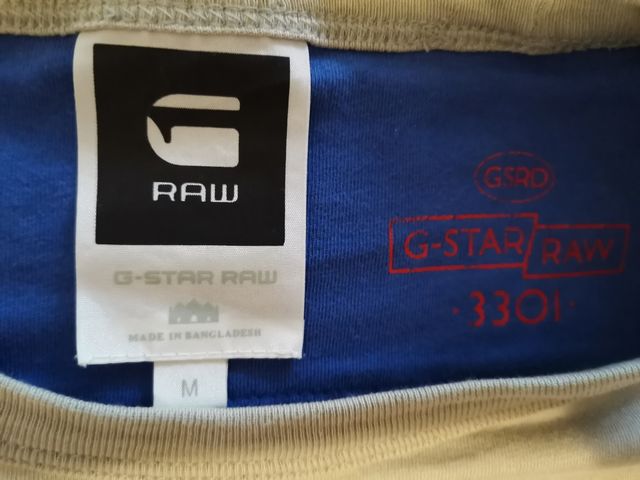 RAW
G-STAR RAW
MADE IN BANGLADESH
M
GSRD
G-STAR RAW
·3301·